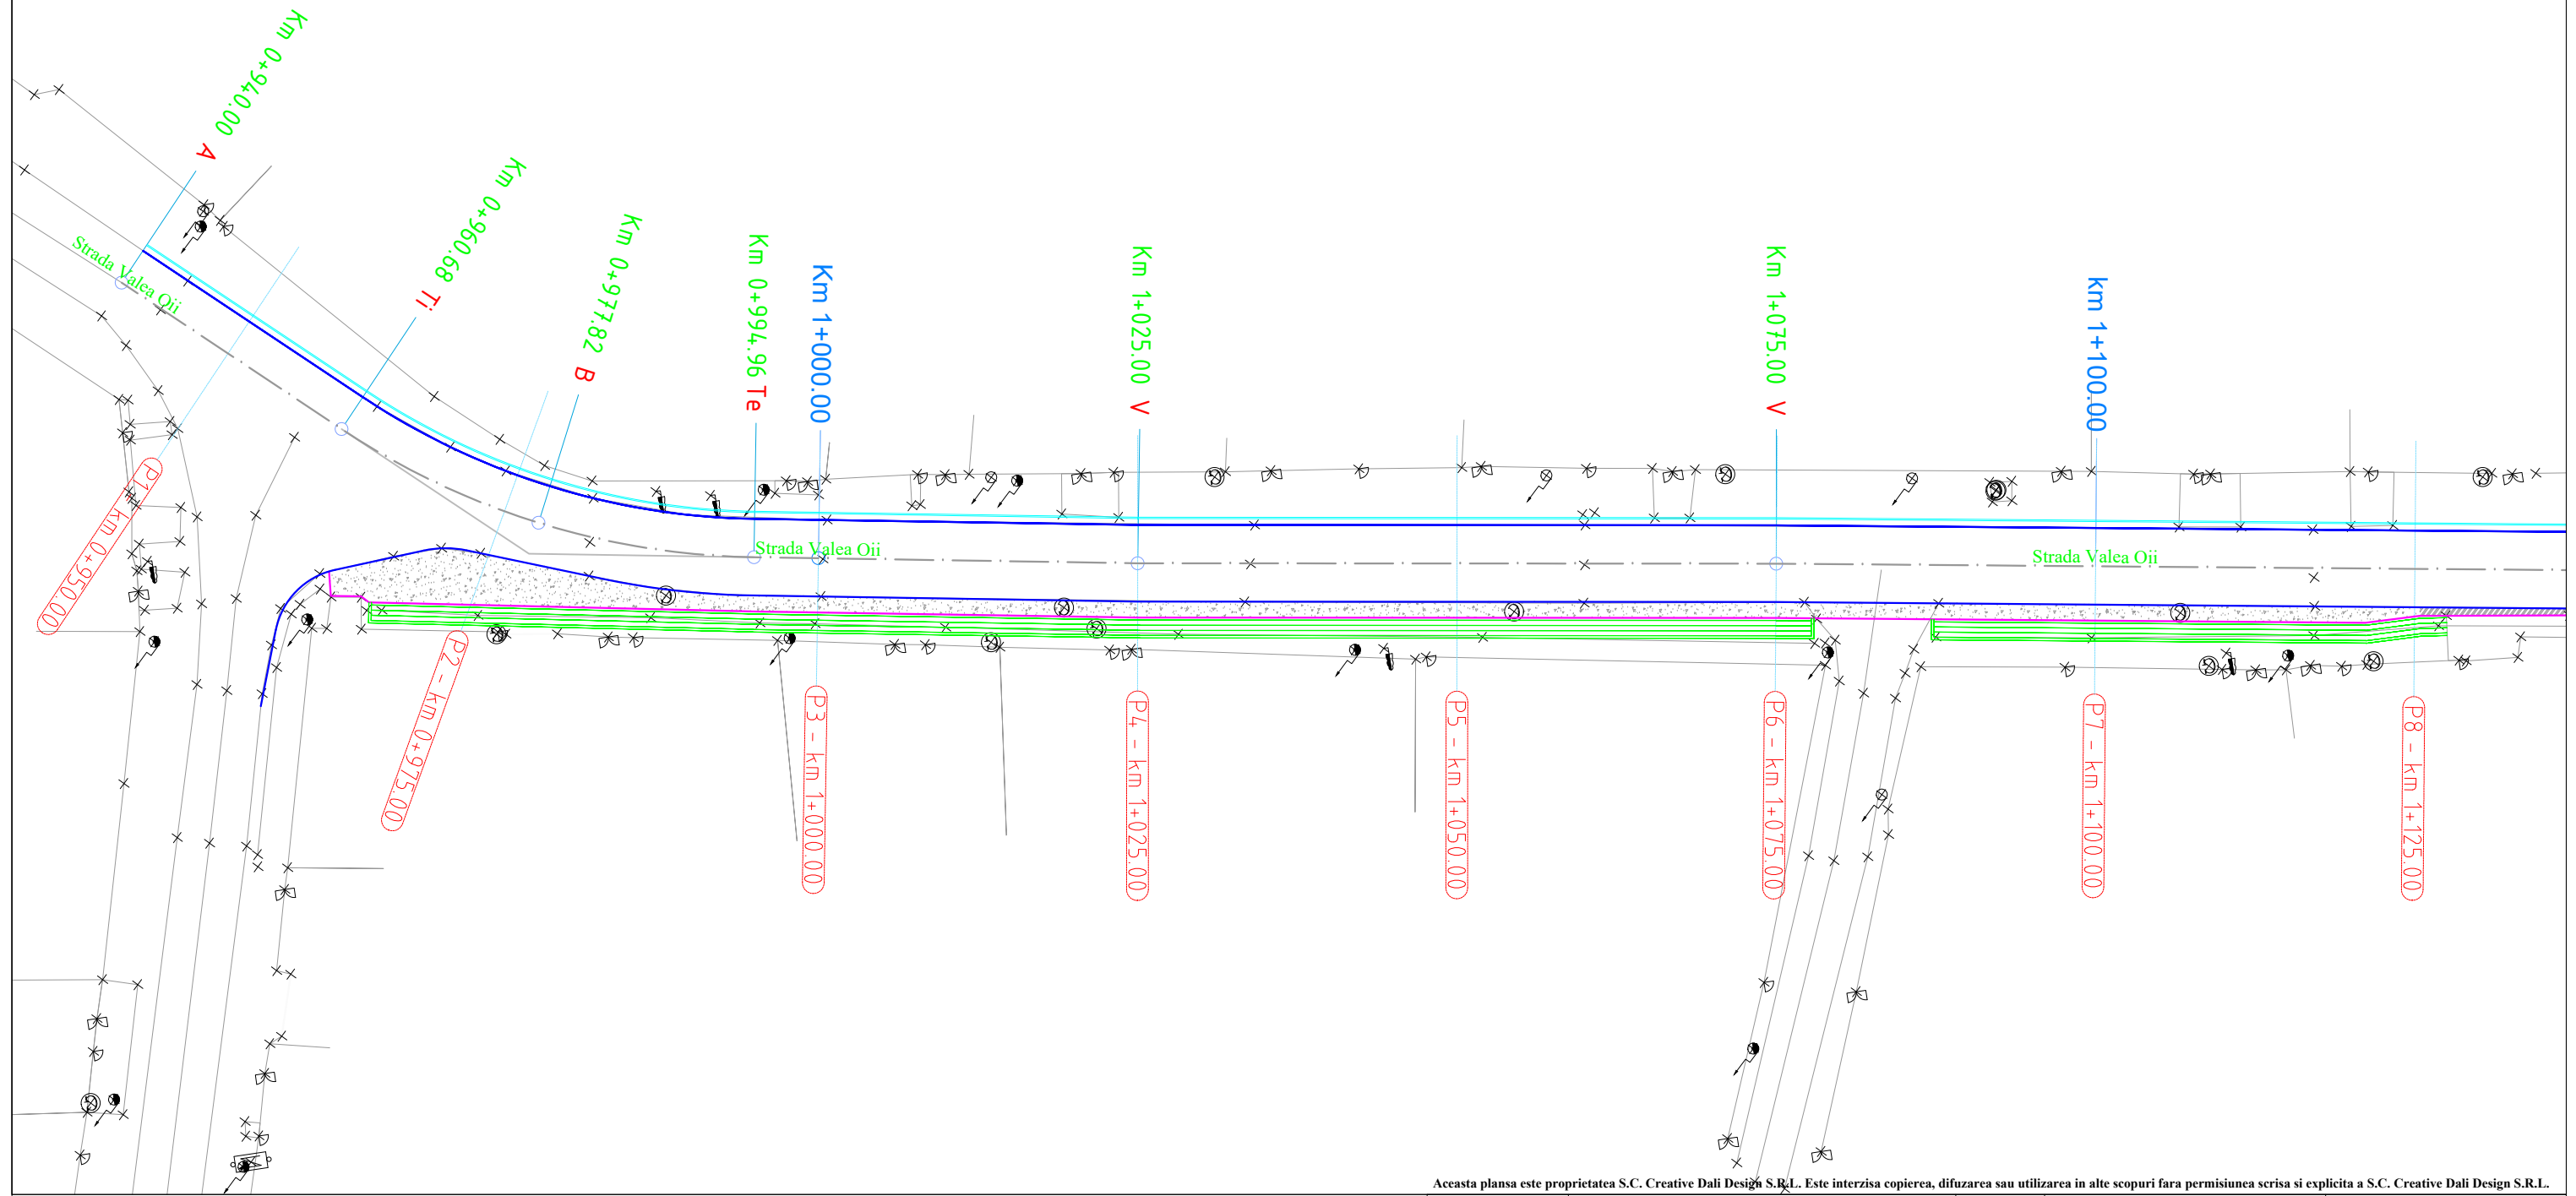 Km 0+940.00
A
Km 0+960.68
Ti
Km 0+977.82
B
Km 0+994.96 Te
Km 1+000.00
Km 1+025.00
V
Km 1+075.00
V
km 1+100.00
Strada Valea Oii
Strada Valea Oii
Strada Valea Oii
P1 - km 0+950.00
P2 - km 0+975.00
P3 - km 1+000.00
P4 - km 1+025.00
P5 - km 1+050.00
P6 - km 1+075.00
P7 - km 1+100.00
P8 - km 1+125.00
Aceasta plansa este proprietatea S.C. Creative Dali Design S.R.L. Este interzisa copierea, difuzarea sau utilizarea in alte scopuri fara permisiunea scrisa si explicita a S.C. Creative Dali Design S.R.L.